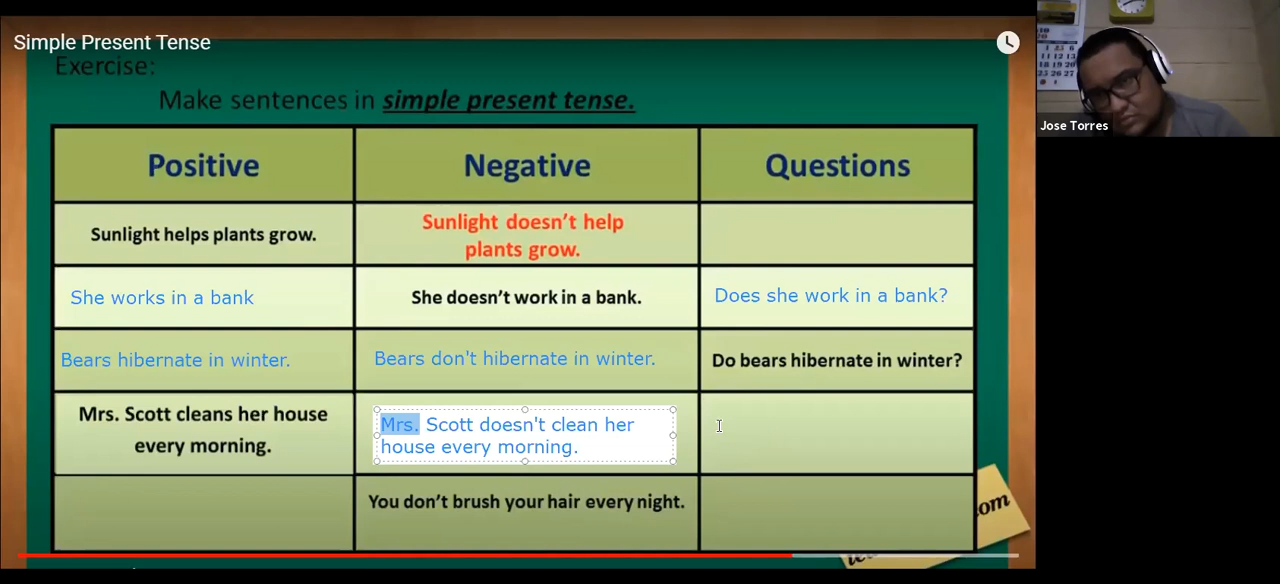 Simple Present Tense
Exercise:
Make sentences in simple present tense.
Positive
Negative
Questions
Sunlight helps plants grow.
Sunlight doesn't help
plants grow.
She works in a bank
She doesn't work in a bank.
Does she work in a bank?
Bears hibernate in winter.
Bears don't hibernate in winter.
Do bears hibernate in winter?
Mrs. Scott cleans her house
every morning.
Mrs. Scott doesn't clean her
house every morning.
You don't brush your hair every night.
om
Jose Torres